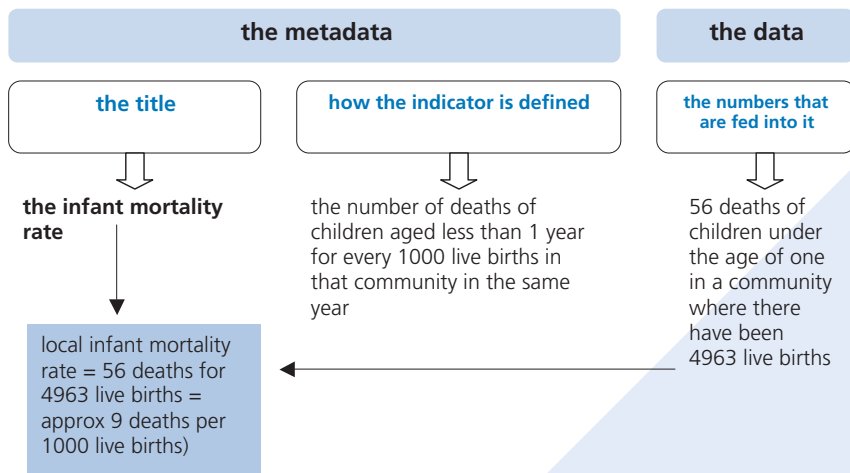 the metadata
the data
the title
how the indicator is defined
the numbers that
are fed into it
the infant mortality
rate
the number of deaths of
children aged less than 1 year
for every 1000 live births in
that community in the same
year
56 deaths of
children under
the age of one
in a community
where there
have been
4963 live births
local infant mortality
rate = 56 deaths for
4963 live births =
approx 9 deaths per
1000 live births)